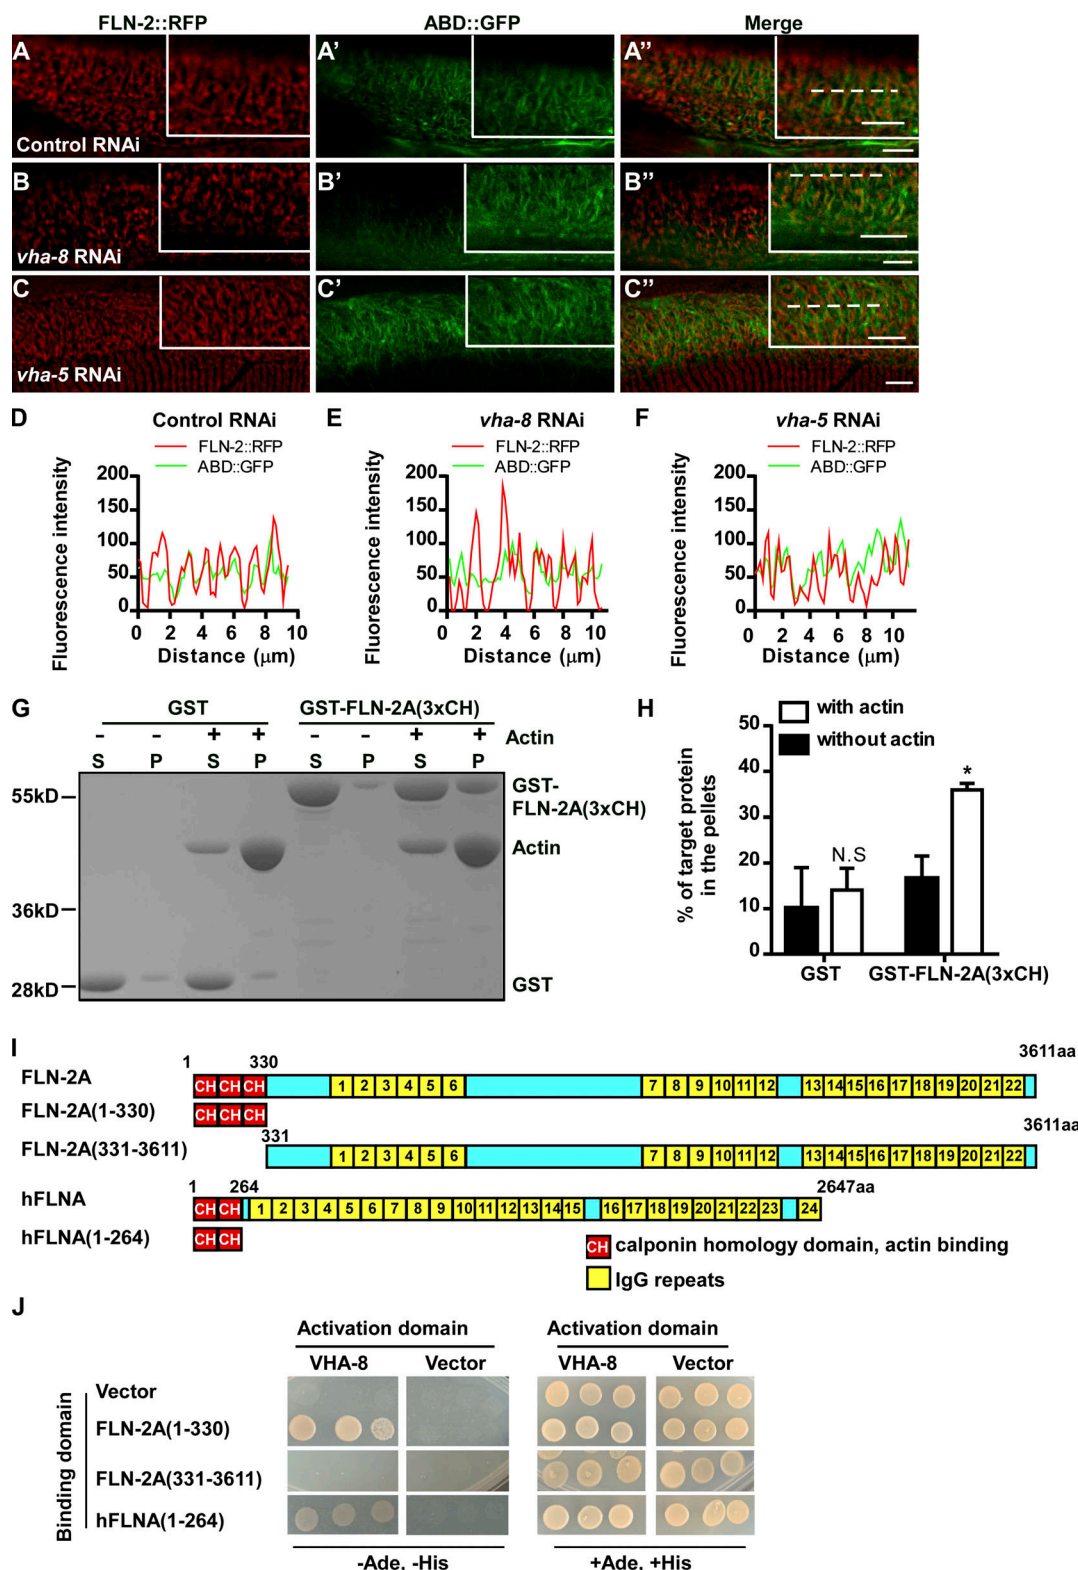 FLN-2::RFP ABD::GFP Merge
A A' A''
Control RNAi
B B' B''
vha-8 RNAi
C C' C''
vha-5 RNAi
D Control RNAi
FLN-2::RFP
ABD::GFP
Fluorescence intensity
200
150
100
50
0
0 2 4 6 8 10
Distance (μm)
E vha-8 RNAi
FLN-2::RFP
ABD::GFP
Fluorescence intensity
200
150
100
50
0
0 2 4 6 8 10
Distance (μm)
F vha-5 RNAi
FLN-2::RFP
ABD::GFP
Fluorescence intensity
200
150
100
50
0
0 2 4 6 8 10
Distance (μm)
G GST GST-FLN-2A(3xCH)
- - + + - - + + Actin
S P S P S P S P
55kD
36kD
28kD
GST-
FLN-2A(3xCH)
Actin
GST
H
with actin
without actin
% of target protein
in the pellets
50
40
30
20
10
0
N.S
*
GST GST-FLN-2A(3xCH)
I
1 330 3611aa
FLN-2A CH CH CH 1 2 3 4 5 6 7 8 9 10 11 12 13 14 15 16 17 18 19 20 21 22
FLN-2A(1-330) CH CH CH
331 3611aa
FLN-2A(331-3611) 1 2 3 4 5 6 7 8 9 10 11 12 13 14 15 16 17 18 19 20 21 22
1 264 2647aa
hFLNA CH CH 1 2 3 4 5 6 7 8 9 10 11 12 13 14 15 16 17 18 19 20 21 22 23 24
hFLNA(1-264) CH CH
CH calponin homology domain, actin binding
IgG repeats
J
Activation domain Activation domain
VHA-8 Vector VHA-8 Vector
Binding domain
Vector
FLN-2A(1-330)
FLN-2A(331-3611)
hFLNA(1-264)
-Ade, -His +Ade, +His